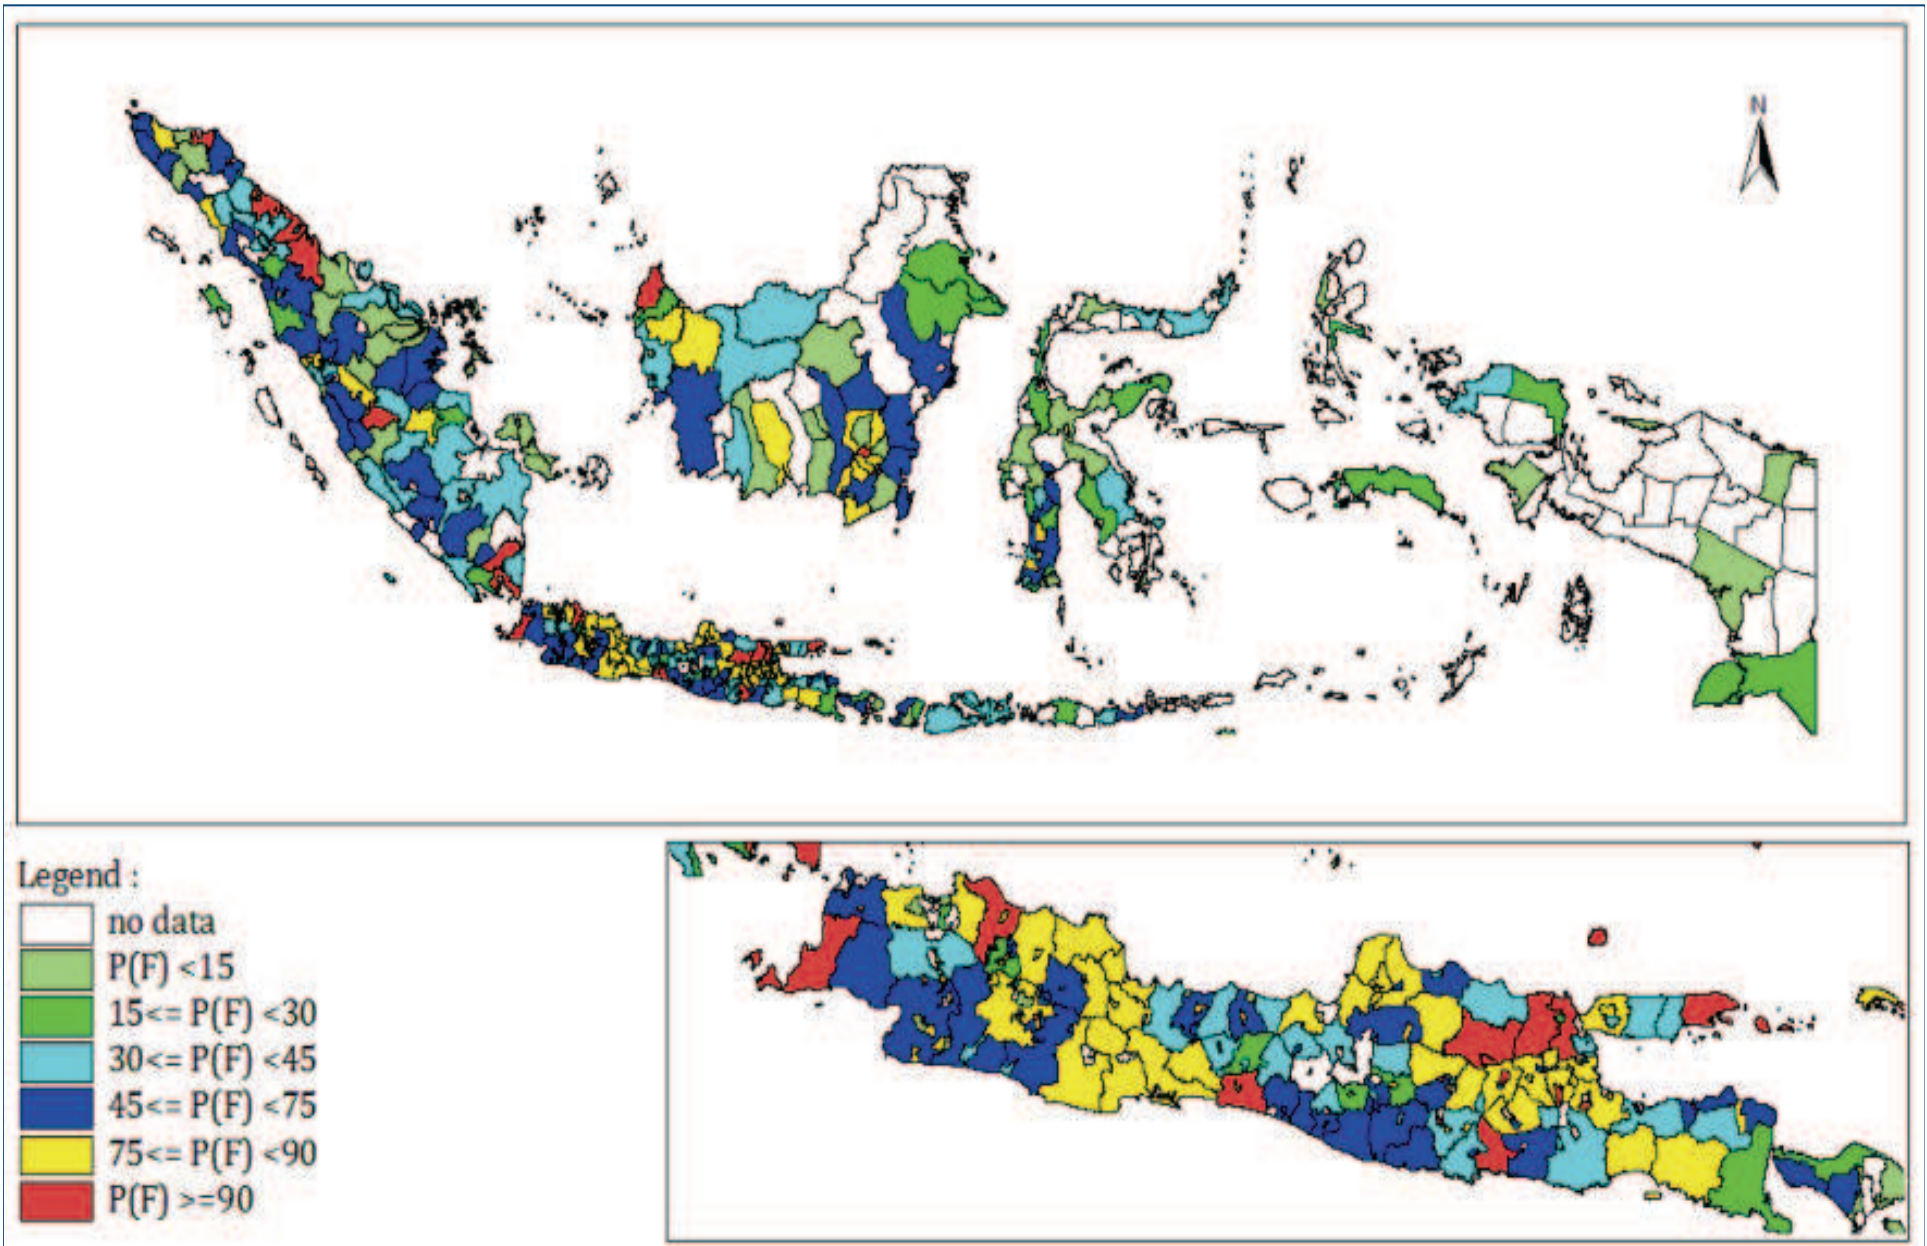 N
Legend :
no data
P(F) <15
15<= P(F) <30
30<= P(F) <45
45<= P(F) <75
75<= P(F) <90
P(F) >=90